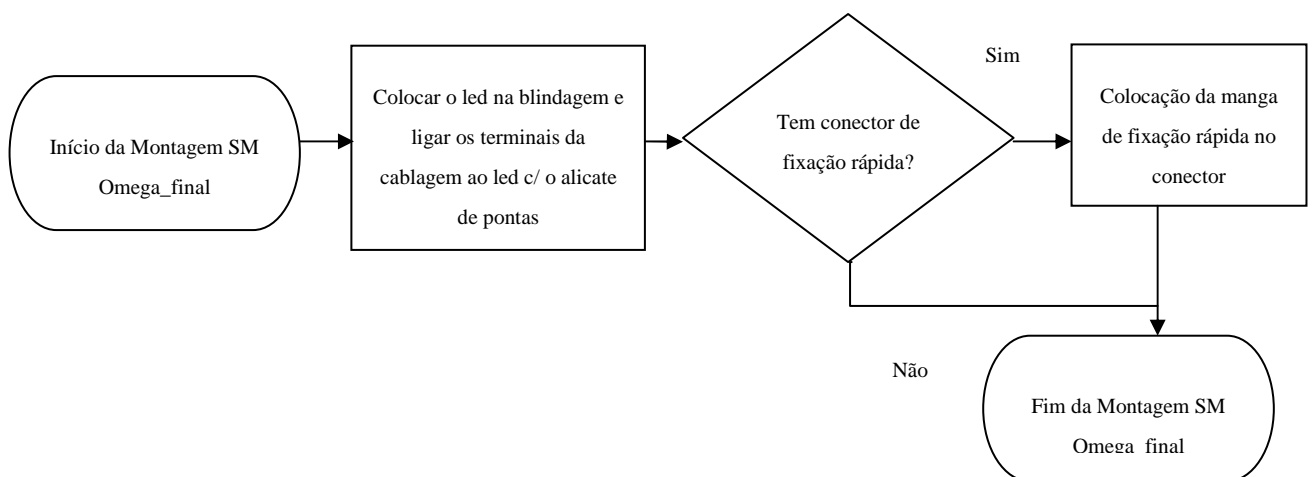 Início da Montagem SM
Omega_final
Colocar o led na blindagem e
ligar os terminais da
cablagem ao led c/ o alicate
de pontas
Tem conector de
fixação rápida?
Sim
Colocação da manga
de fixação rápida no
conector
Não
Fim da Montagem SM
Omega_final